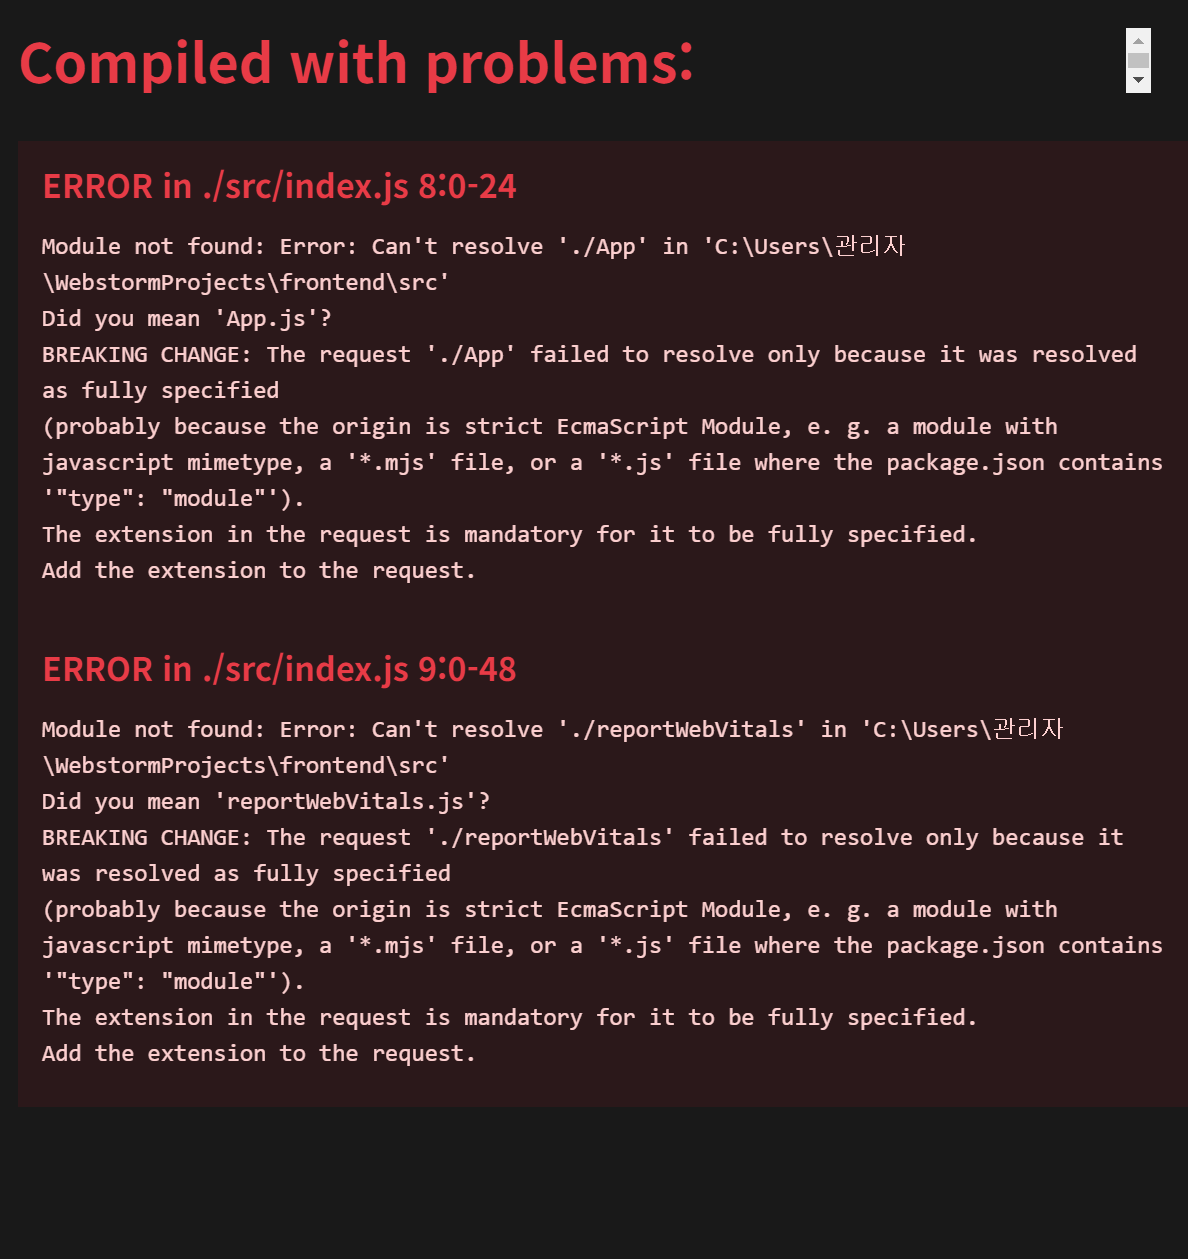 Compiled with problems:
ERROR in ./src/index.js 8:0-24
Module not found: Error: Can't resolve './App' in 'C:\Users\관리자
\WebstormProjects\frontend\src'
Did you mean 'App.js'?
BREAKING CHANGE: The request './App' failed to resolve only because it was resolved
as fully specified
(probably because the origin is strict EcmaScript Module, e. g. a module with
javascript mimetype, a '*.mjs' file, or a '*.js' file where the package.json contains
'"type": "module"').
The extension in the request is mandatory for it to be fully specified.
Add the extension to the request.
ERROR in ./src/index.js 9:0-48
Module not found: Error: Can't resolve './reportWebVitals' in 'C:\Users\관리자
\WebstormProjects\frontend\src'
Did you mean 'reportWebVitals.js'?
BREAKING CHANGE: The request './reportWebVitals' failed to resolve only because it
was resolved as fully specified
(probably because the origin is strict EcmaScript Module, e. g. a module with
javascript mimetype, a '*.mjs' file, or a '*.js' file where the package.json contains
'"type": "module"').
The extension in the request is mandatory for it to be fully specified.
Add the extension to the request.